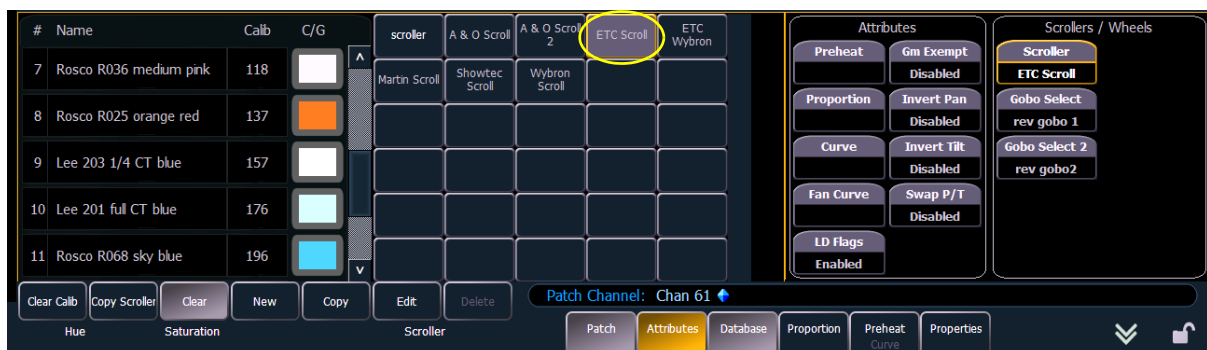 # Name Calib C/G
7 Rosco R036 medium pink 118
8 Rosco R025 orange red 137
9 Lee 203 1/4 CT blue 157
10 Lee 201 full CT blue 176
11 Rosco R068 sky blue 196
scroller
A & O Scroll
A & O Scroll
2
ETC Scroll
ETC
Wybron
Martin Scroll
Showtec
Scroll
Wybron
Scroll
Attributes
Preheat
Gm Exempt
Disabled
Proportion
Invert Pan
Disabled
Curve
Invert Tilt
Disabled
Fan Curve
Swap P/T
Disabled
LD Flags
Enabled
Scrollers / Wheels
Scroller
ETC Scroll
Gobo Select
rev gobo 1
Gobo Select 2
rev gobo2
Clear Calib
Copy Scroller
Clear
New
Copy
Edit
Delete
Patch Channel: Chan 61
Hue
Saturation
Scroller
Patch
Attributes
Database
Proportion
Preheat
Curve
Properties